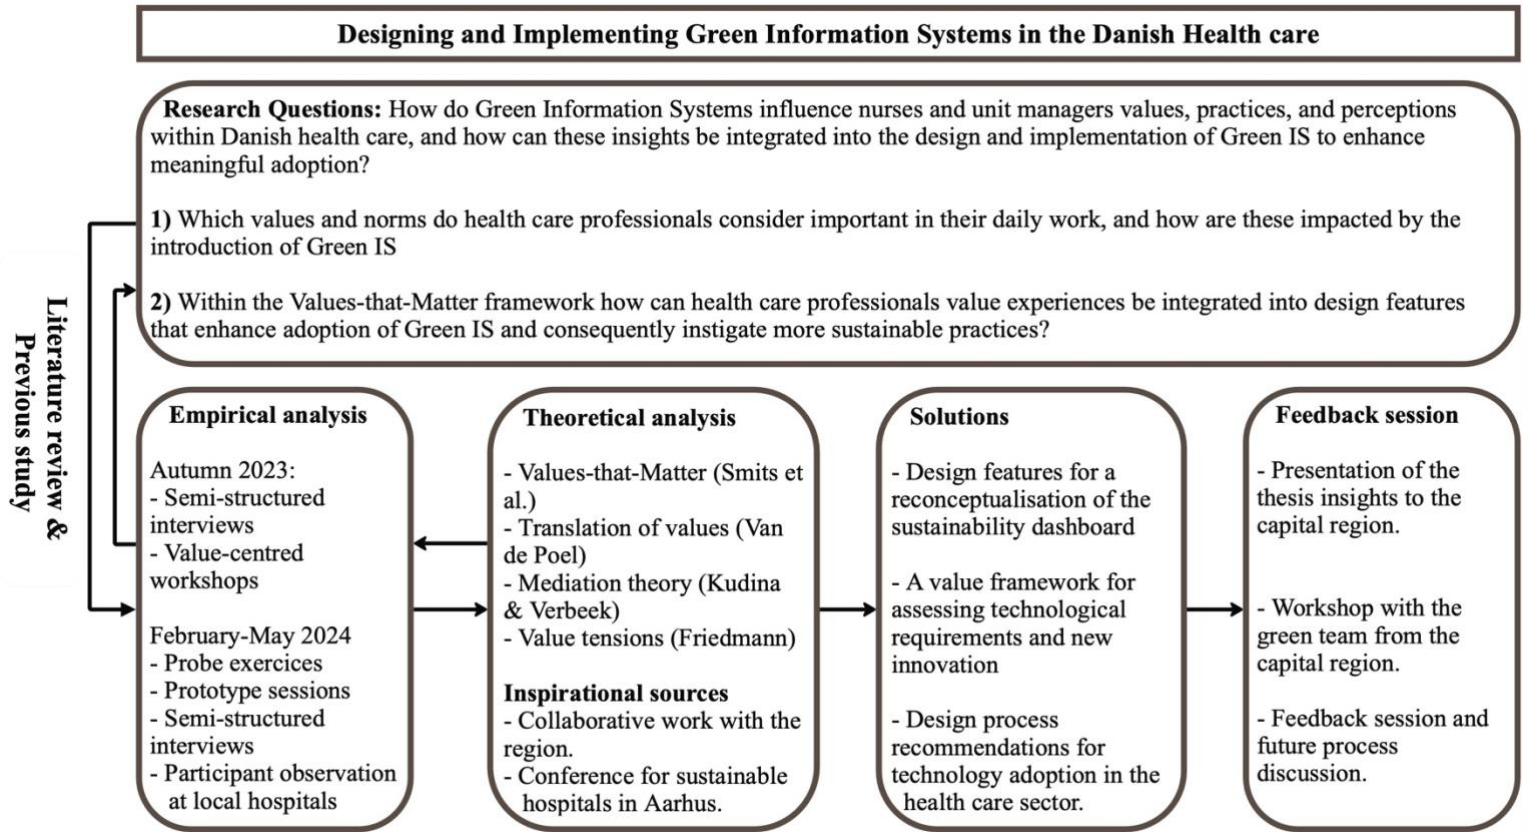 Designing and Implementing Green Information Systems in the Danish Health care
Research Questions: How do Green Information Systems influence nurses and unit managers values, practices, and perceptions
within Danish health care, and how can these insights be integrated into the design and implementation of Green IS to enhance
meaningful adoption?
1) Which values and norms do health care professionals consider important in their daily work, and how are these impacted by the
introduction of Green IS
2) Within the Values-that-Matter framework how can health care professionals value experiences be integrated into design features
that enhance adoption of Green IS and consequently instigate more sustainable practices?
Literature review &
Previous study
Empirical analysis
Autumn 2023:
- Semi-structured
interviews
- Value-centred
workshops
February-May 2024
- Probe exercices
- Prototype sessions
- Semi-structured
interviews
- Participant observation
at local hospitals
Theoretical analysis
- Values-that-Matter (Smits et
al.)
- Translation of values (Van
de Poel)
- Mediation theory (Kudina
& Verbeek)
- Value tensions (Friedmann)
Inspirational sources
- Collaborative work with the
region.
- Conference for sustainable
hospitals in Aarhus.
Solutions
- Design features for a
reconceptualisation of the
sustainability dashboard
- A value framework for
assessing technological
requirements and new
innovation
- Design process
recommendations for
technology adoption in the
health care sector.
Feedback session
- Presentation of the
thesis insights to the
capital region.
- Workshop with the
green team from the
capital region.
- Feedback session and
future process
discussion.